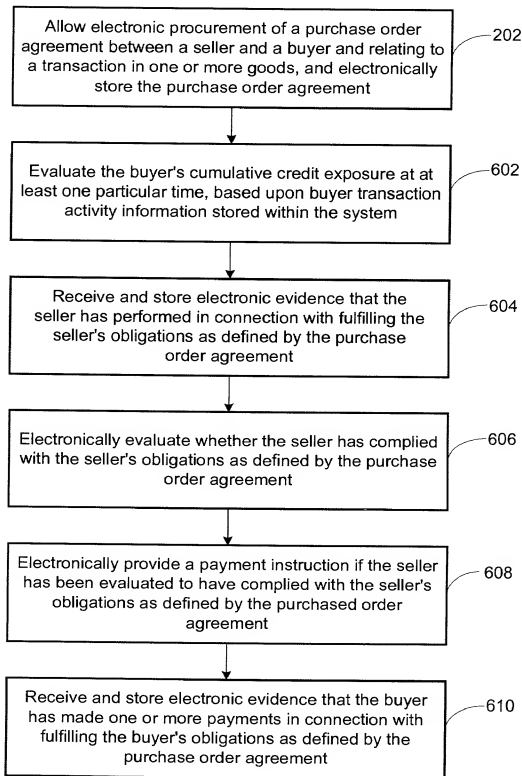 Allow electronic procurement of a purchase order
agreement between a seller and a buyer and relating to
a transaction in one or more goods, and electronically
store the purchase order agreement
202
Evaluate the buyer's cumulative credit exposure at at
least one particular time, based upon buyer transaction
activity information stored within the system
602
Receive and store electronic evidence that the
seller has performed in connection with fulfilling the
seller's obligations as defined by the purchase
order agreement
604
Electronically evaluate whether the seller has complied
with the seller's obligations as defined by the purchase
order agreement
606
Electronically provide a payment instruction if the seller
has been evaluated to have complied with the seller's
obligations as defined by the purchased order
agreement
608
Receive and store electronic evidence that the buyer
has made one or more payments in connection with
fulfilling the buyer's obligations as defined by the
purchase order agreement
610